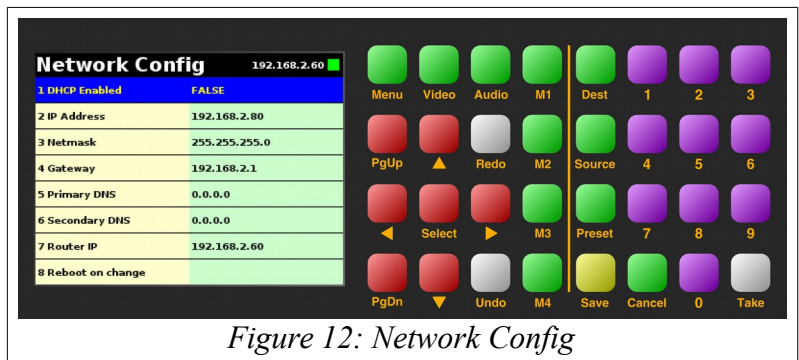 Network Config 192.168.2.60
1 DHCP Enabled FALSE
2 IP Address 192.168.2.80
3 Netmask 255.255.255.0
4 Gateway 192.168.2.1
5 Primary DNS 0.0.0.0
6 Secondary DNS 0.0.0.0
7 Router IP 192.168.2.60
8 Reboot on change
Menu Video Audio M1 Dest 1 2 3
PgUp Redo M2 Source 4 5 6
Select M3 Preset 7 8 9
PgDn Undo M4 Save Cancel 0 Take
Figure 12: Network Config